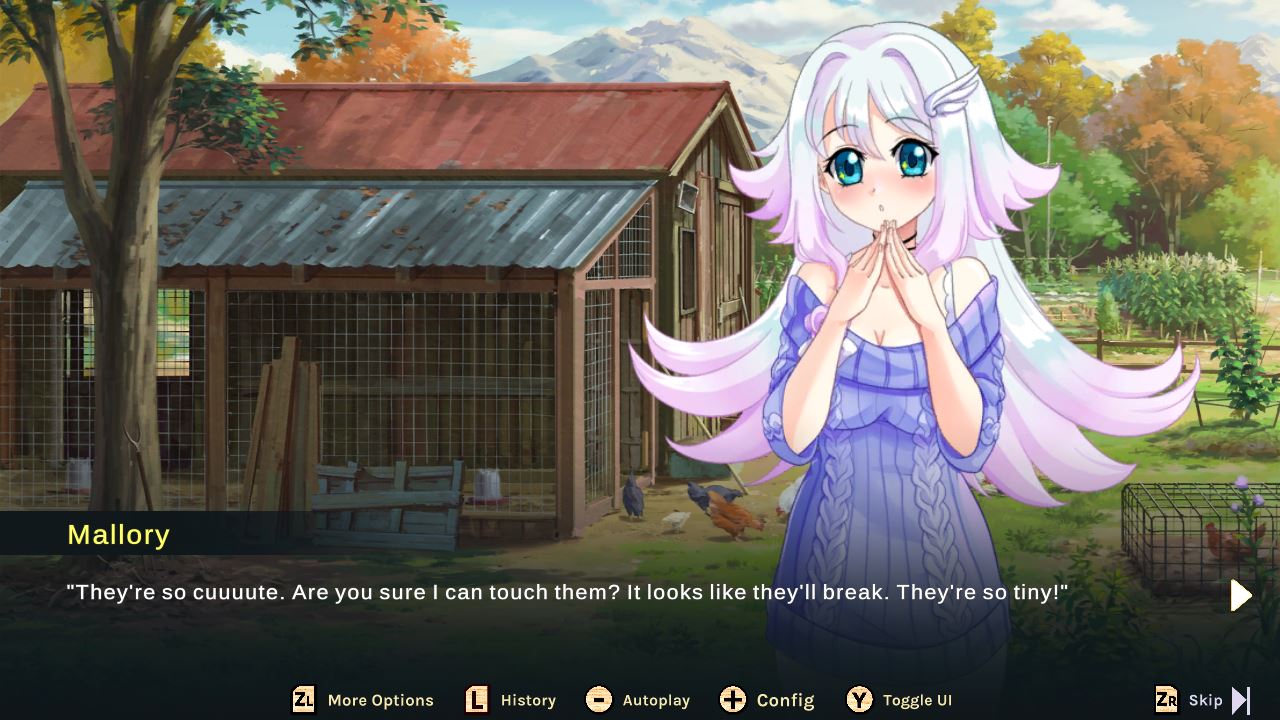 Mallory
"They're so cuuuute. Are you sure I can touch them? It looks like they'll break. They're so tiny!"
ZL More Options L History - Autoplay + Config Y Toggle UI ZR Skip